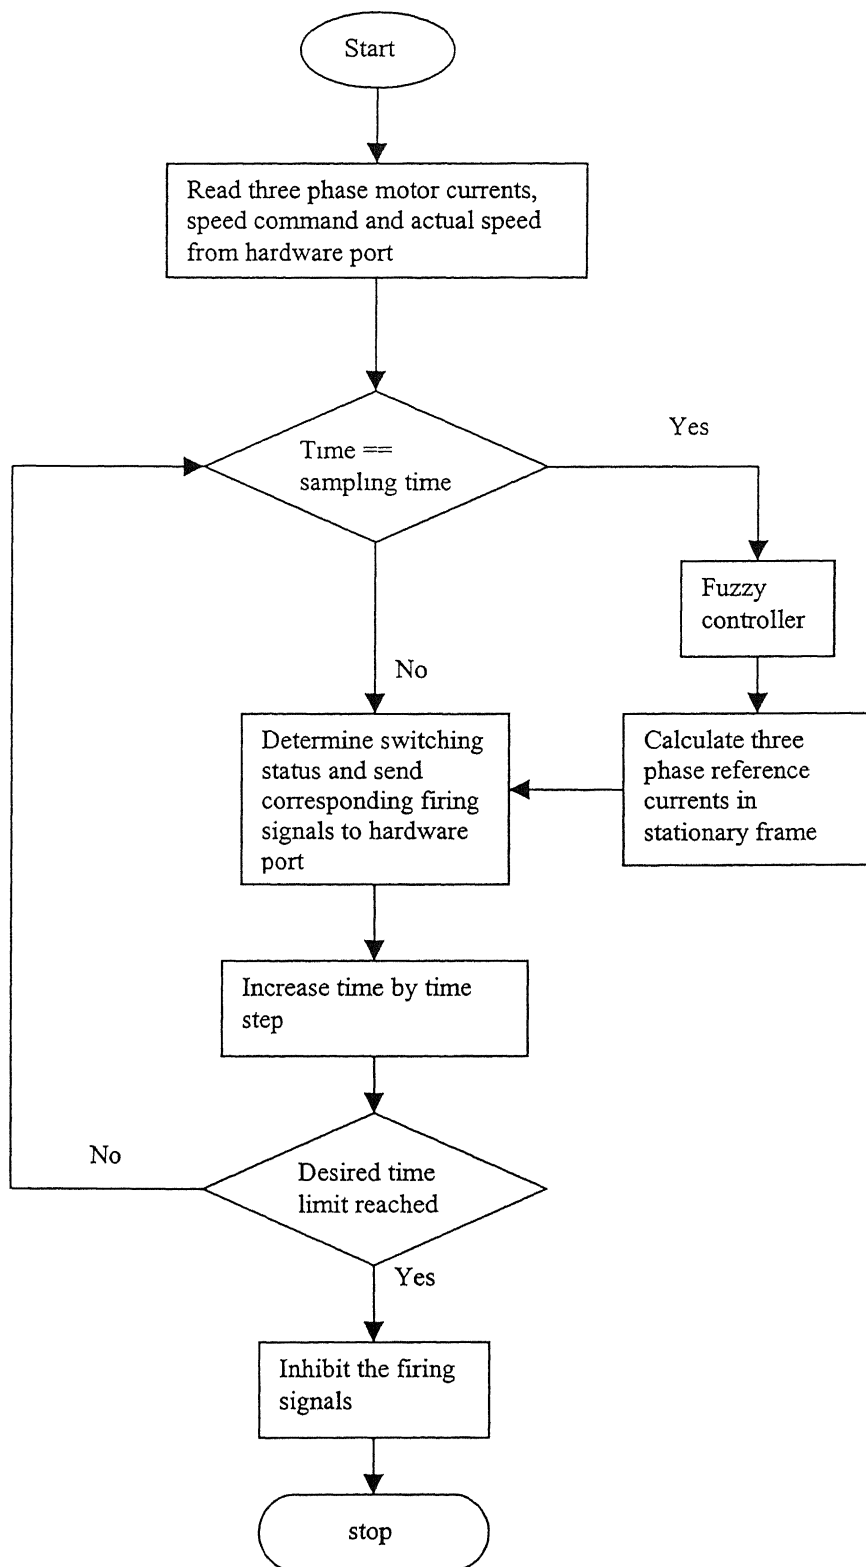 Start
Read three phase motor currents,
speed command and actual speed
from hardware port
Yes
Time ==
sampling time
Fuzzy
controller
No
Determine switching
status and send
corresponding firing
signals to hardware
port
Calculate three
phase reference
currents in
stationary frame
Increase time by time
step
No
Desired time
limit reached
Yes
Inhibit the firing
signals
stop